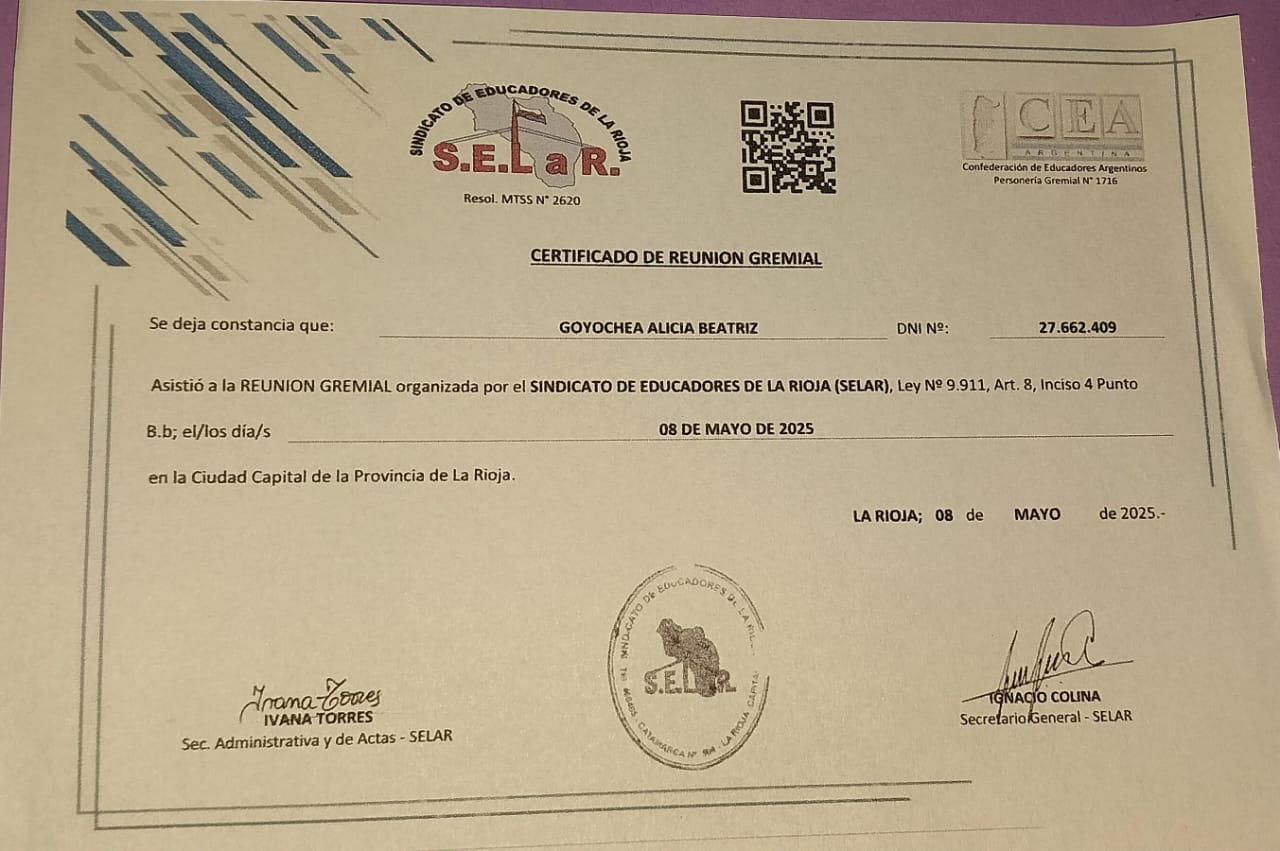 SINDICATO DE EDUCADORES DE LA RIOJA
S.E.L a R.
Resol. MTSS N° 2620
CEA
ARGENTINA
Confederación de Educadores Argentinos
Personería Gremial N° 1716
CERTIFICADO DE REUNION GREMIAL
Se deja constancia que: GOYOCHEA ALICIA BEATRIZ DNI Nº: 27.662.409
Asistió a la REUNION GREMIAL organizada por el SINDICATO DE EDUCADORES DE LA RIOJA (SELAR), Ley Nº 9.911, Art. 8, Inciso 4 Punto
B.b; el/los día/s 08 DE MAYO DE 2025
en la Ciudad Capital de la Provincia de La Rioja.
LA RIOJA; 08 de MAYO de 2025.-
SINDICATO DE EDUCADORES DE LA
S.E.L a R.
CATAMARCA N° - LA RIOJA CAPITAL
Ivana Torres
IVANA TORRES
Sec. Administrativa y de Actas - SELAR
IGNACIO COLINA
Secretario General - SELAR